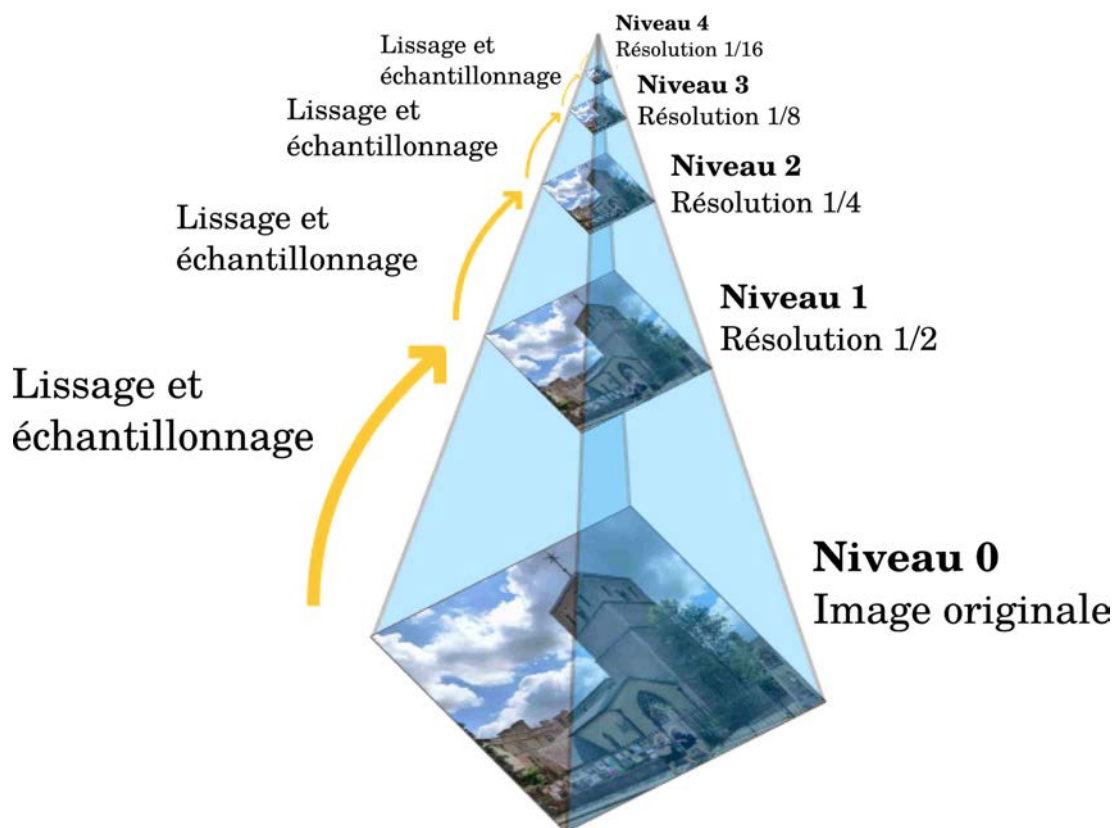 Niveau 4
Résolution 1/16
Lissage et
échantillonnage
Niveau 3
Résolution 1/8
Lissage et
échantillonnage
Niveau 2
Résolution 1/4
Lissage et
échantillonnage
Niveau 1
Résolution 1/2
Lissage et
échantillonnage
Niveau 0
Image originale